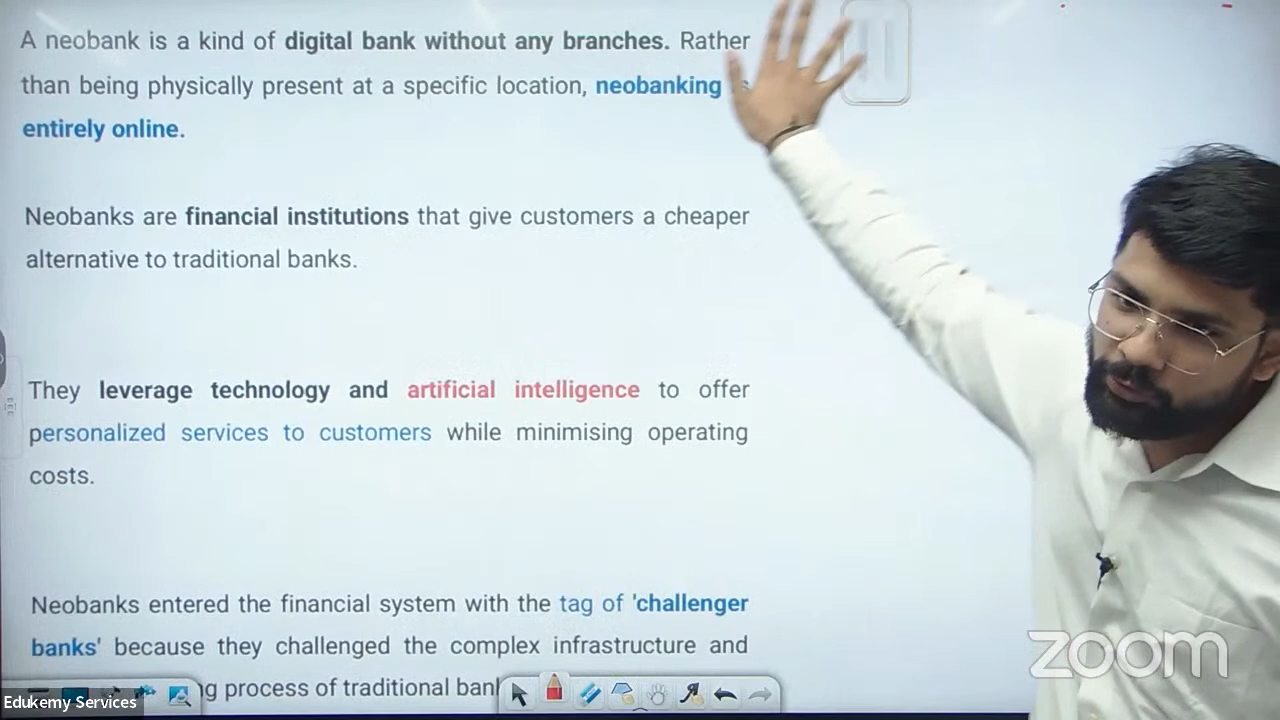 A neobank is a kind of digital bank without any branches. Rather
than being physically present at a specific location, neobanking
entirely online.
Neobanks are financial institutions that give customers a cheaper
alternative to traditional banks.
They leverage technology and artificial intelligence to offer
personalized services to customers while minimising operating
costs.
Neobanks entered the financial system with the tag of 'challenger
banks' because they challenged the complex infrastructure and
process of traditional
Edukemy Services
zoom